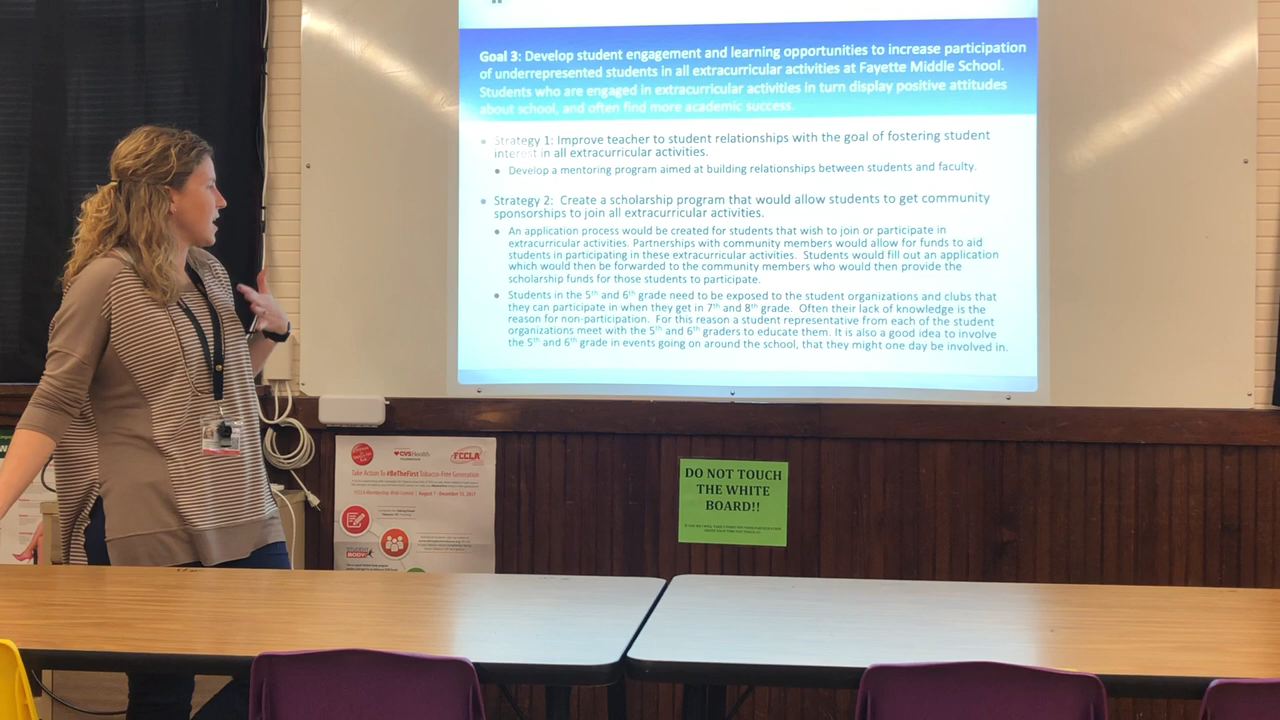 Goal 3: Develop student engagement and learning opportunities to increase participation
of underrepresented students in all extracurricular activities at Fayette Middle School.
Students who are engaged in extracurricular activities in turn display positive attitudes
about school, and often find more academic success.
Strategy 1: Improve teacher to student relationships with the goal of fostering student
interest in all extracurricular activities.
Develop a mentoring program aimed at building relationships between students and faculty.
Strategy 2: Create a scholarship program that would allow students to get community
sponsorships to join all extracurricular activities.
An application process would be created for students that wish to join or participate in
extracurricular activities. Partnerships with community members would allow for funds to aid
students in participating in these extracurricular activities. Students would fill out an application
which would then be forwarded to the community members who would then provide the
scholarship funds for those students to participate.
Students in the 5th and 6th grade need to be exposed to the student organizations and clubs that
they can participate in when they get in 7th and 8th grade. Often their lack of knowledge is the
reason for non-participation. For this reason a student representative from each of the student
organizations meet with the 5th and 6th graders to educate them. It is also a good idea to involve
the 5th and 6th grade in events going on around the school, that they might one day be involved in.
CVSHealth
FCCLA
Take Action To #BeTheFirst Tobacco-Free Generation
FCCLA Membership Mini-Contest | August 7 - December 15, 2017
STUDENT
BODY
DO NOT TOUCH
THE WHITE
BOARD!!